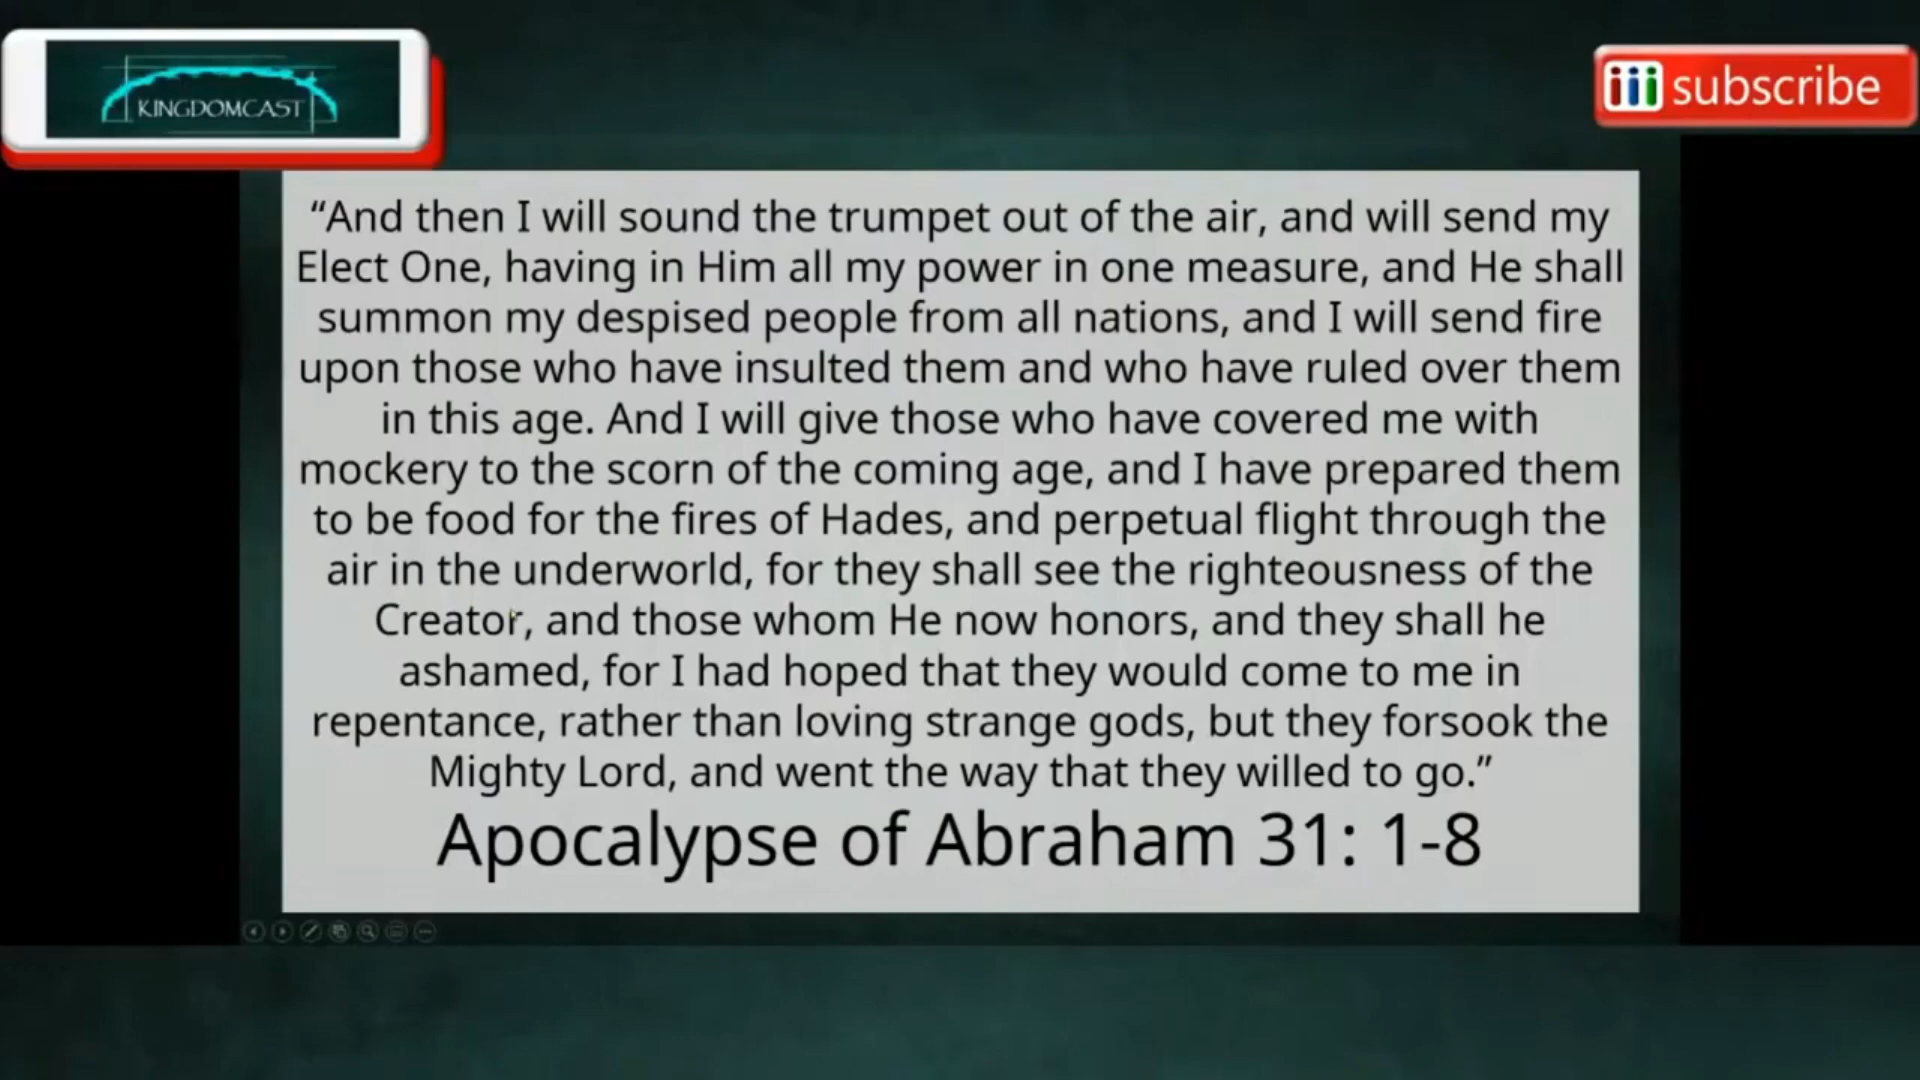 KINGDOMCAST
subscribe
“And then I will sound the trumpet out of the air, and will send my
Elect One, having in Him all my power in one measure, and He shall
summon my despised people from all nations, and I will send fire
upon those who have insulted them and who have ruled over them
in this age. And I will give those who have covered me with
mockery to the scorn of the coming age, and I have prepared them
to be food for the fires of Hades, and perpetual flight through the
air in the underworld, for they shall see the righteousness of the
Creator, and those whom He now honors, and they shall he
ashamed, for I had hoped that they would come to me in
repentance, rather than loving strange gods, but they forsook the
Mighty Lord, and went the way that they willed to go.”
Apocalypse of Abraham 31: 1-8